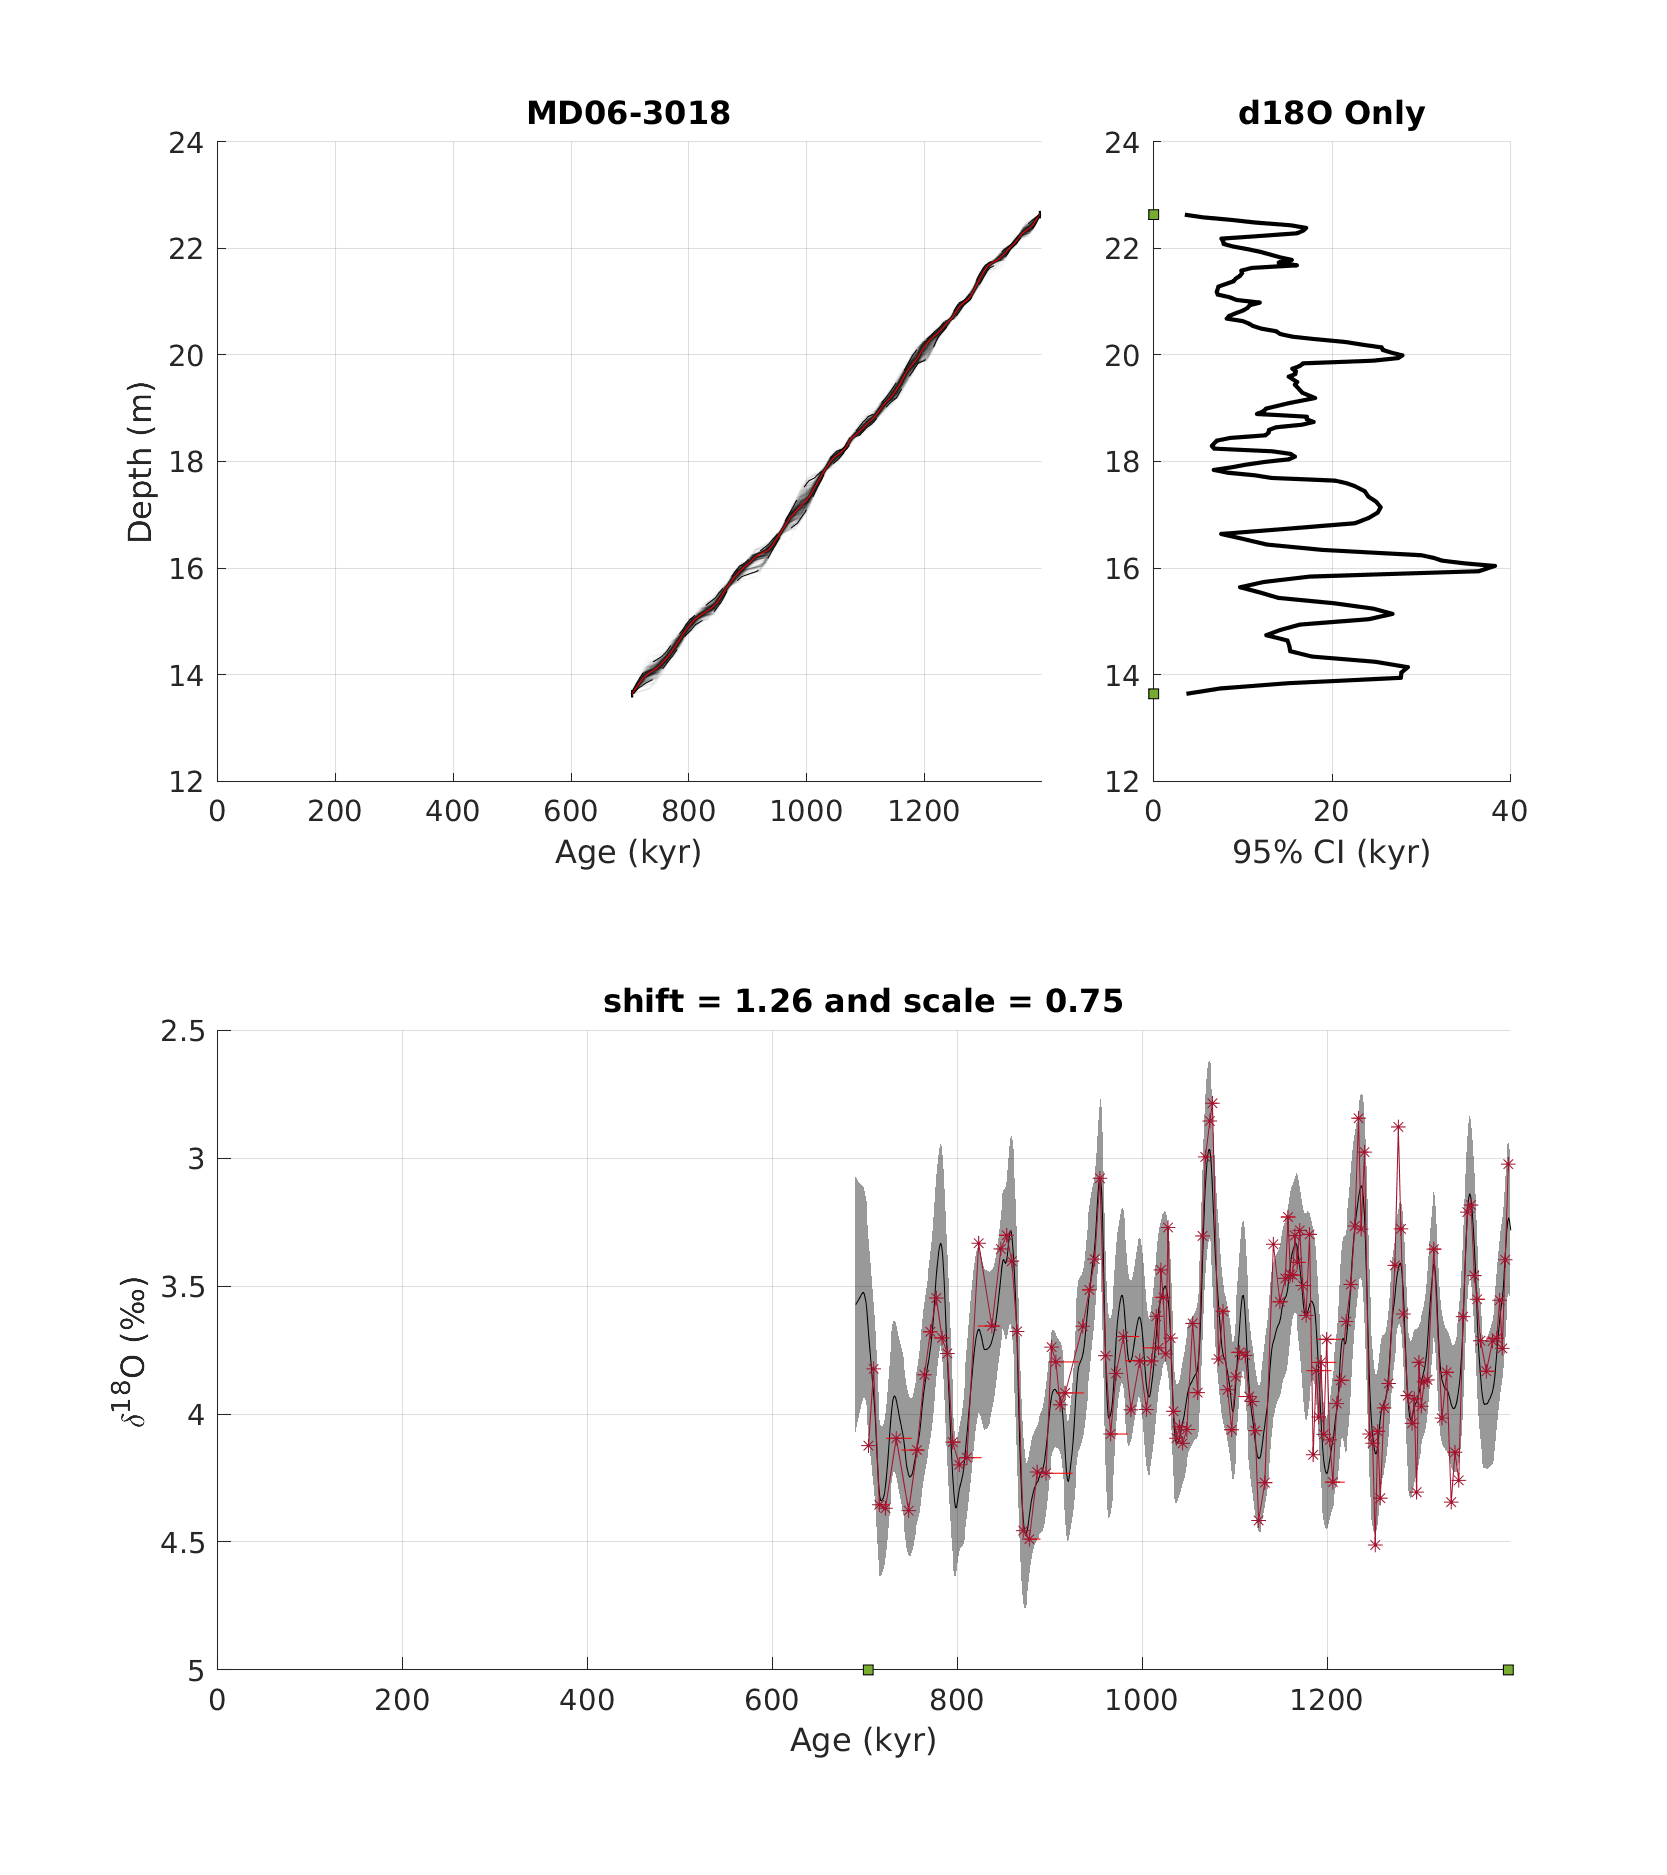 MD06-3018
24
22
20
18
16
14
12
Depth (m)
0 200 400 600 800 1000 1200
Age (kyr)
d18O Only
24
22
20
18
16
14
12
0 20 40
95% CI (kyr)
shift = 1.26 and scale = 0.75
2.5
3
3.5
4
4.5
5
δ¹⁸O (‰)
0 200 400 600 800 1000 1200
Age (kyr)